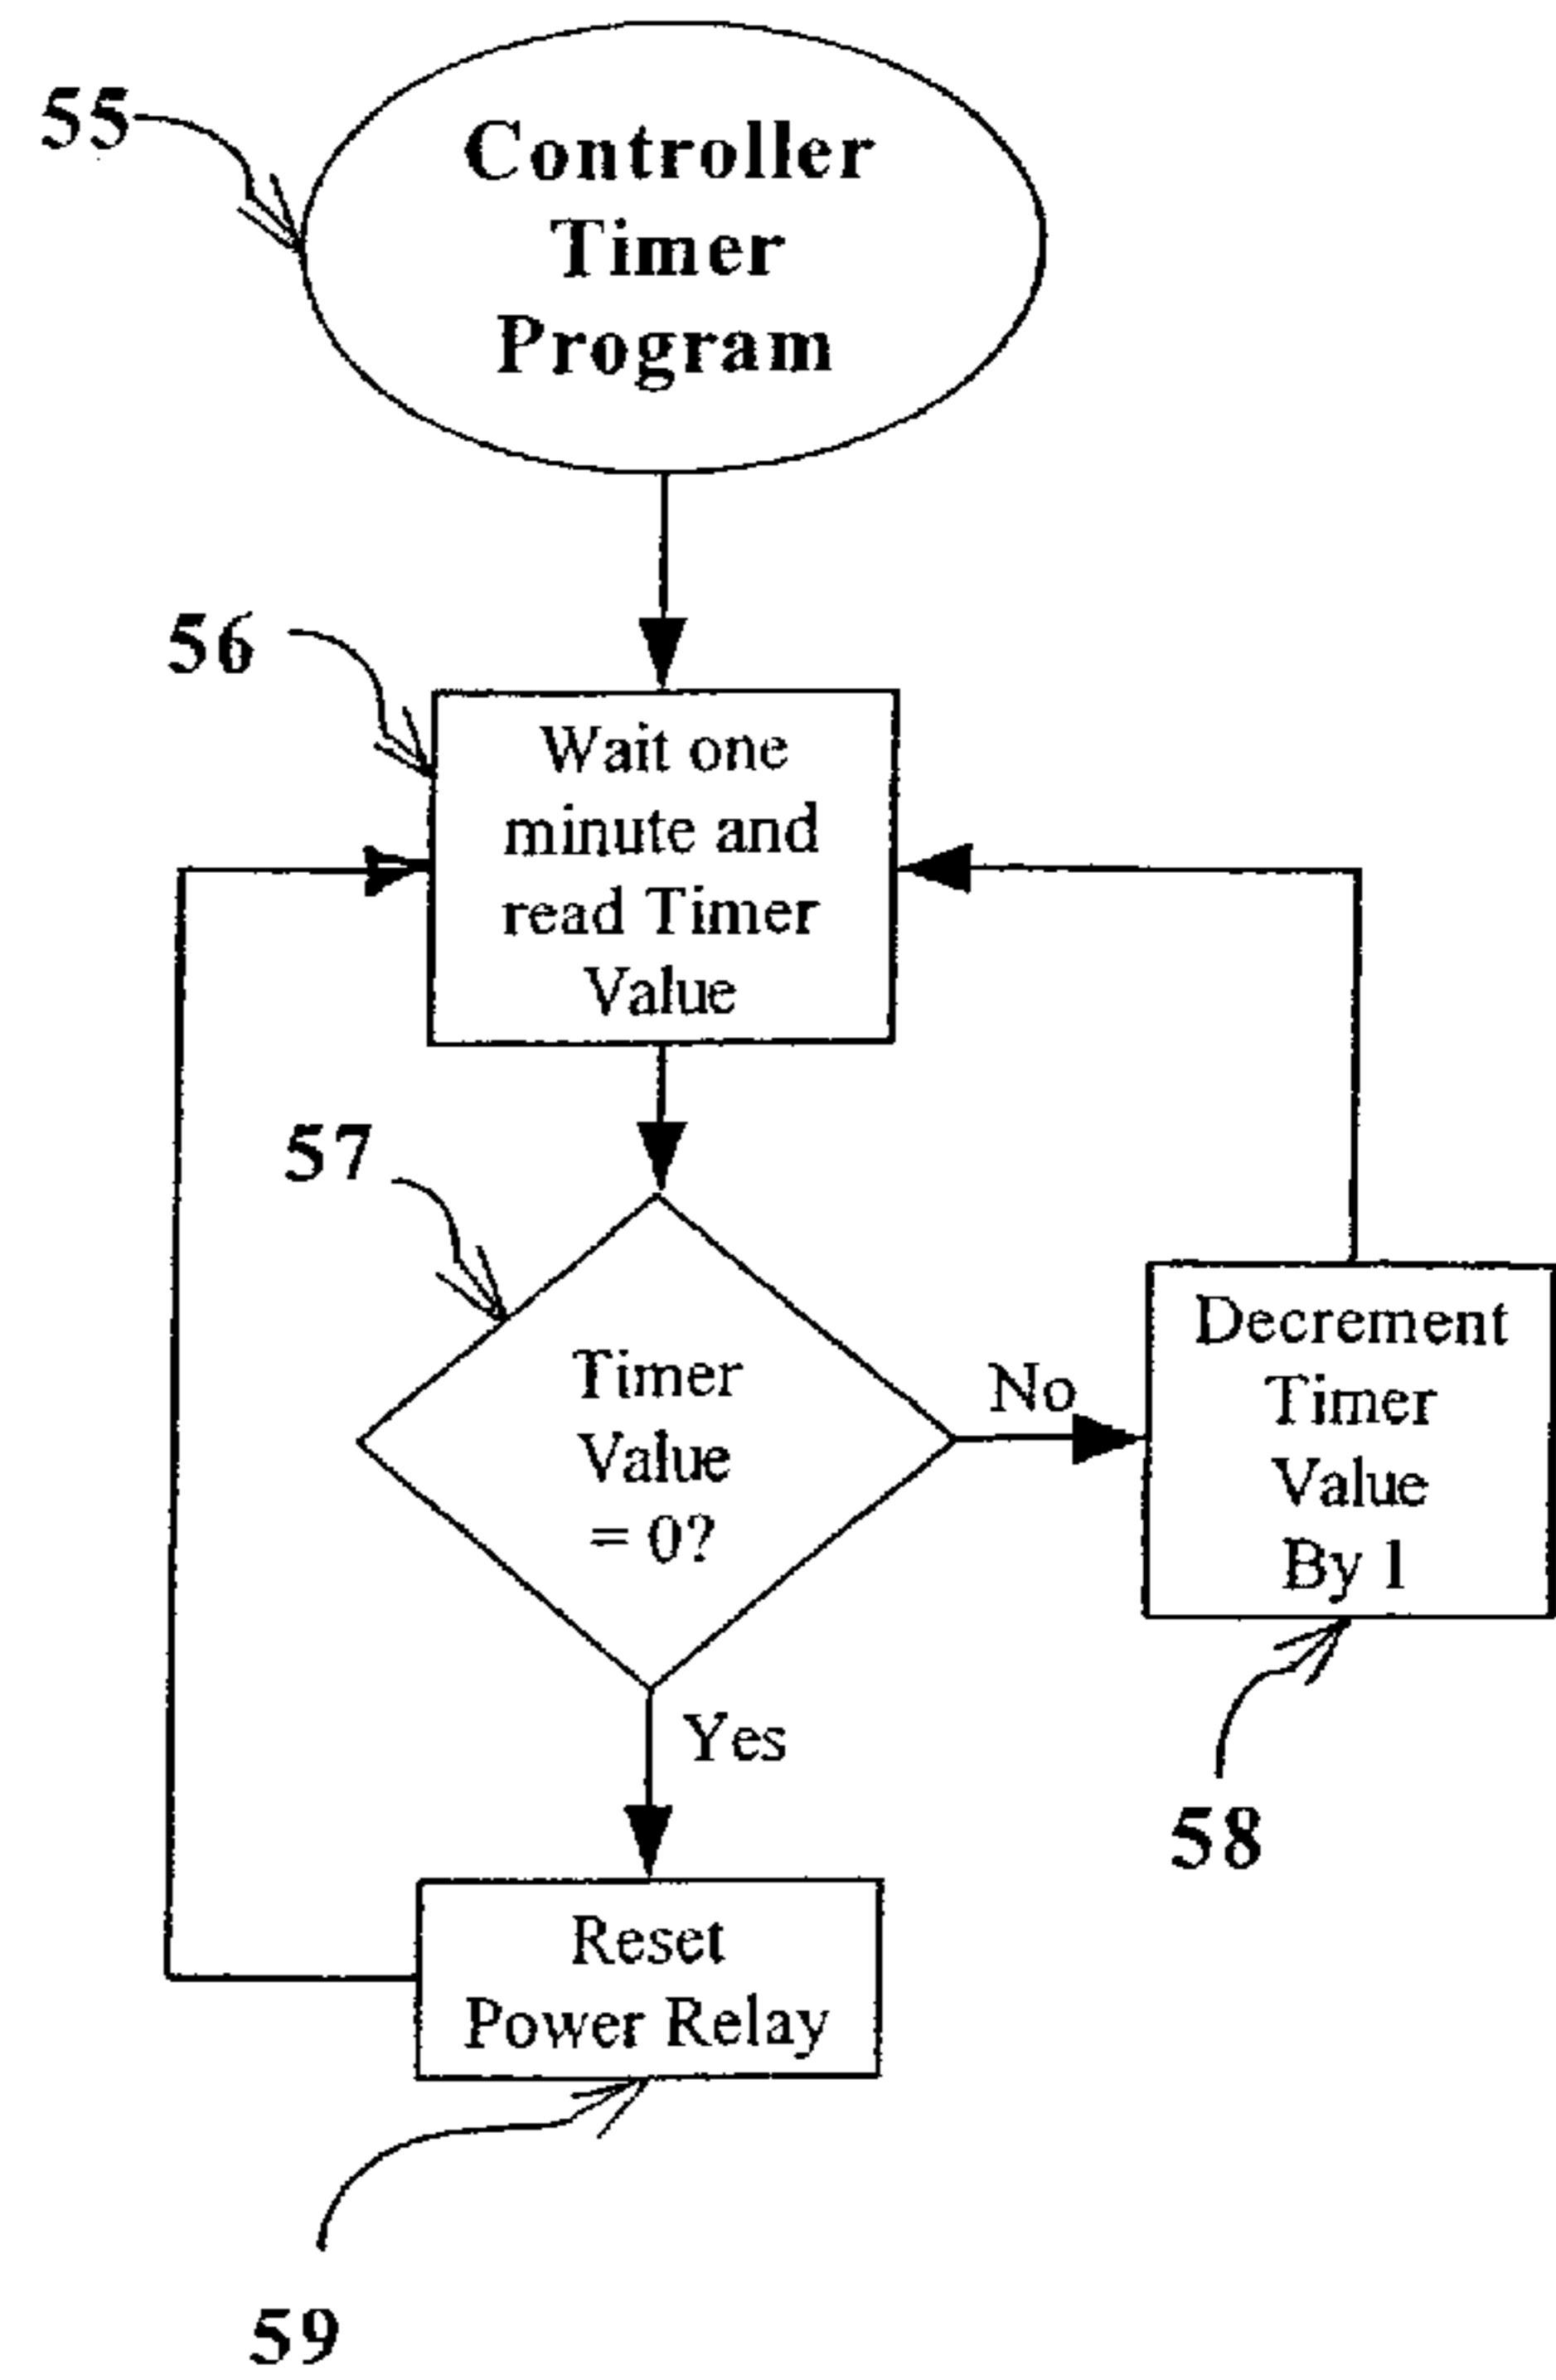 55
Controller
Timer
Program
56
Wait one
minute and
read Timer
Value
57
Timer
Value
= 0?
No
Decrement
Timer
Value
By 1
Yes
58
Reset
Power Relay
59